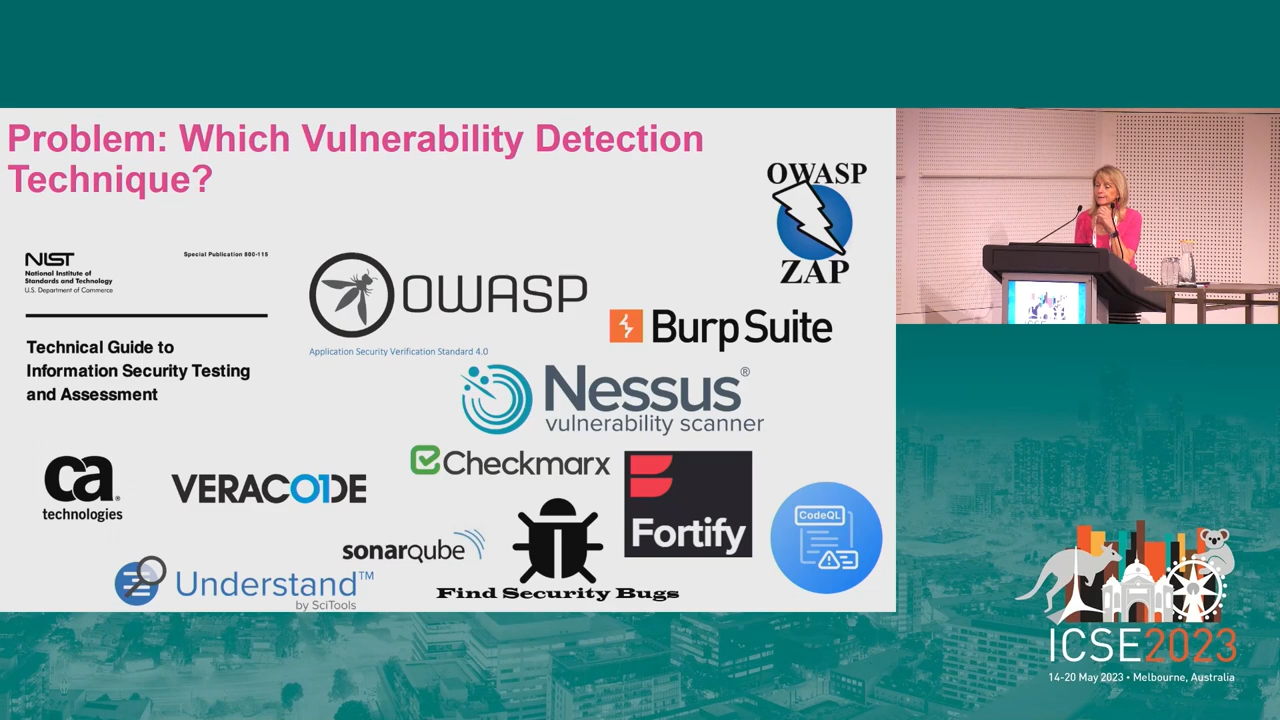 Problem: Which Vulnerability Detection
Technique?
OWASP
ZAP
NIST
National Institute of
Standards and Technology
U.S. Department of Commerce
Special Publication 800-115
Technical Guide to
Information Security Testing
and Assessment
OWASP
Application Security Verification Standard 4.0
Burp Suite
Nessus®
vulnerability scanner
Checkmarx
Fortify
CodeQL
ca®
technologies
VERACODE
sonarqube
Find Security Bugs
Understand™
by SciTools
ICSE
ICSE2023
14-20 May 2023 • Melbourne, Australia